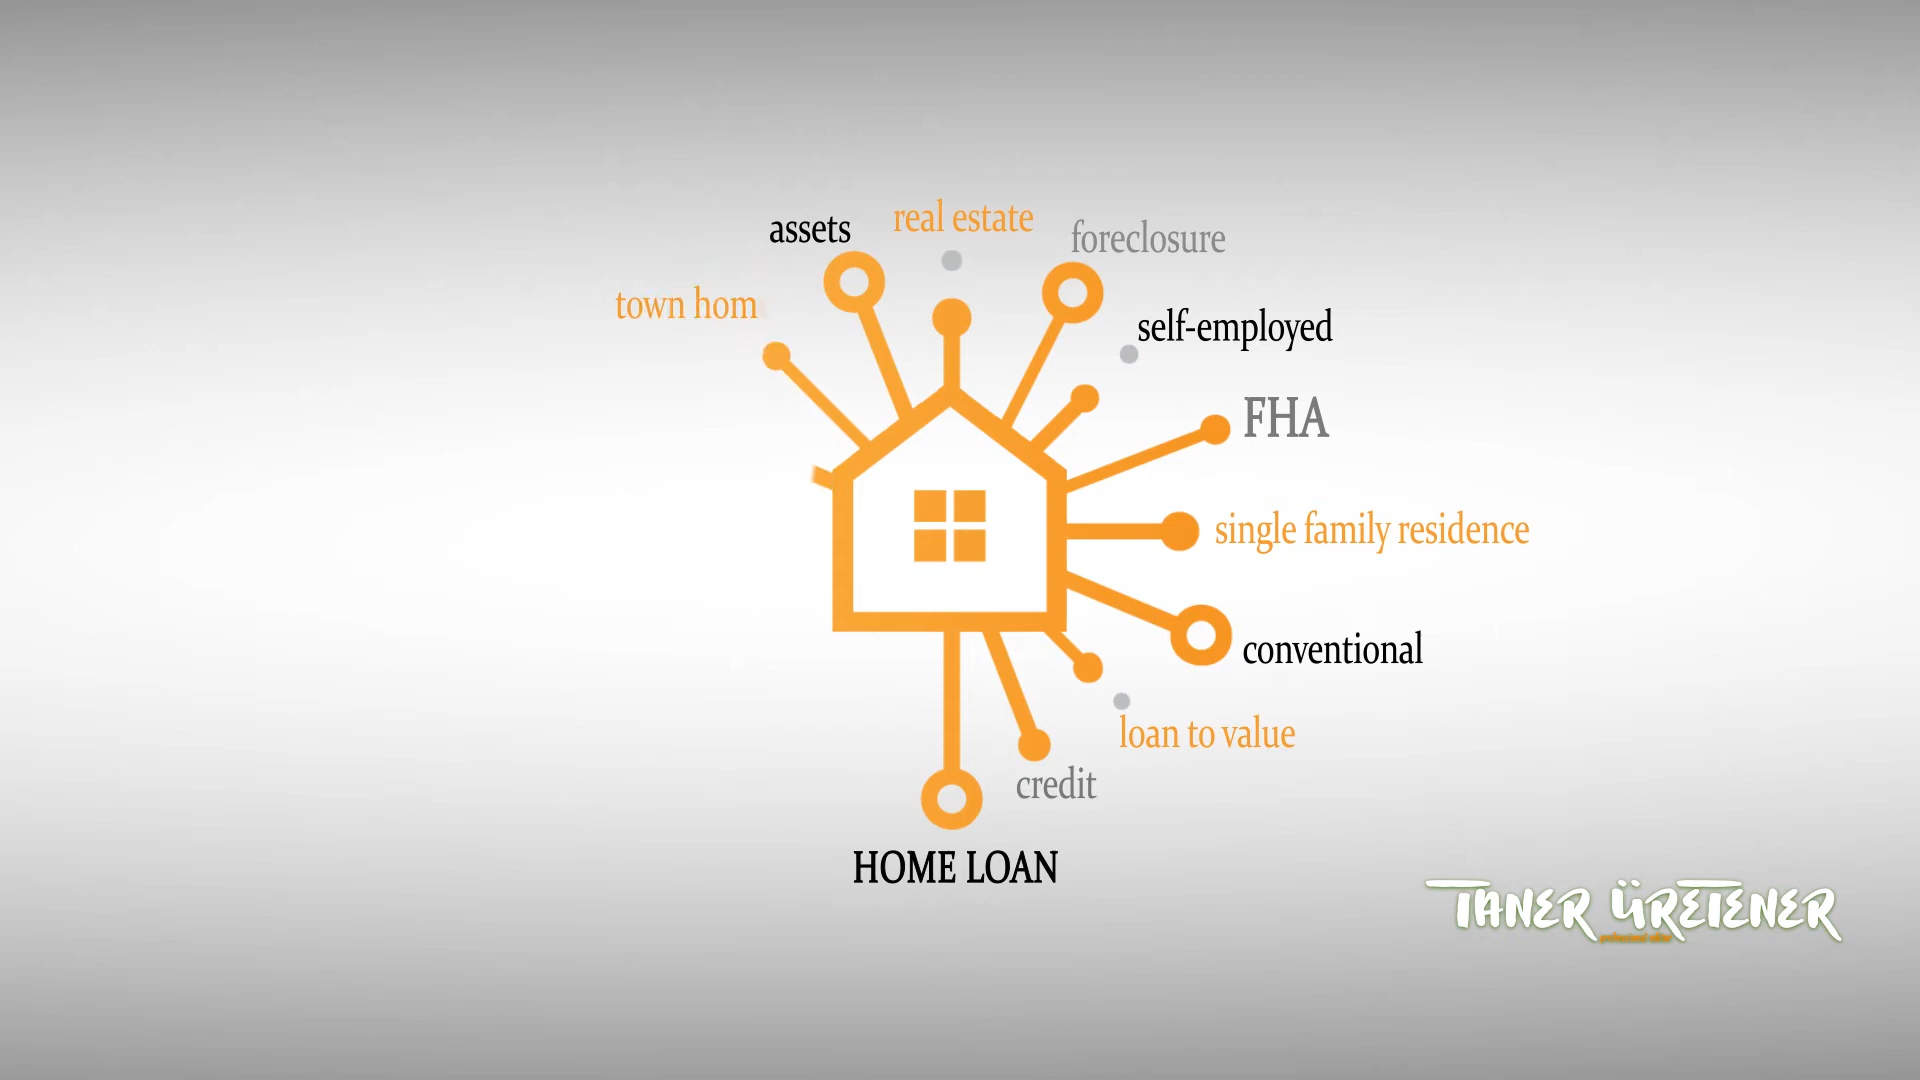 real estate
assets
foreclosure
town hom
self-employed
FHA
single family residence
conventional
loan to value
credit
HOME LOAN
TANER ÜRETENER